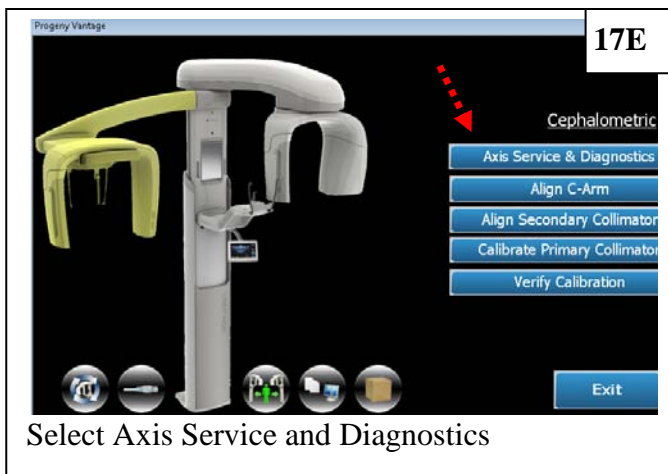 Progeny Vantage
17E
Cephalometric
Axis Service & Diagnostics
Align C-Arm
Align Secondary Collimator
Calibrate Primary Collimator
Verify Calibration
Exit
Select Axis Service and Diagnostics